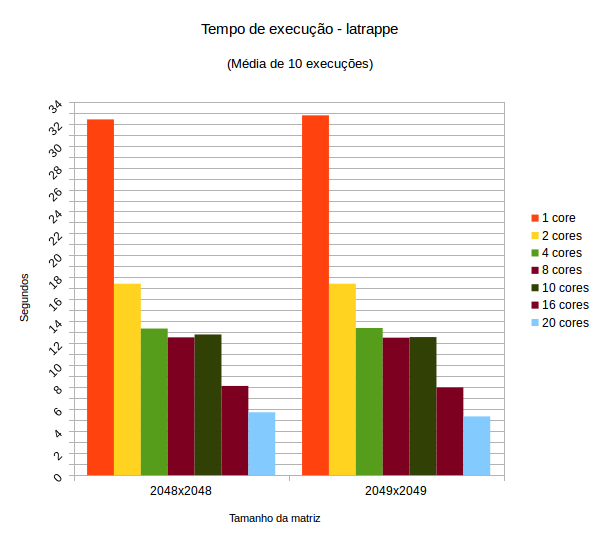 Tempo de execução - latrappe
(Média de 10 execuções)
34
32
30
28
26
24
22
20
18
16
14
12
10
8
6
4
2
0
Segundos
2048x2048
2049x2049
Tamanho da matriz
1 core
2 cores
4 cores
8 cores
10 cores
16 cores
20 cores